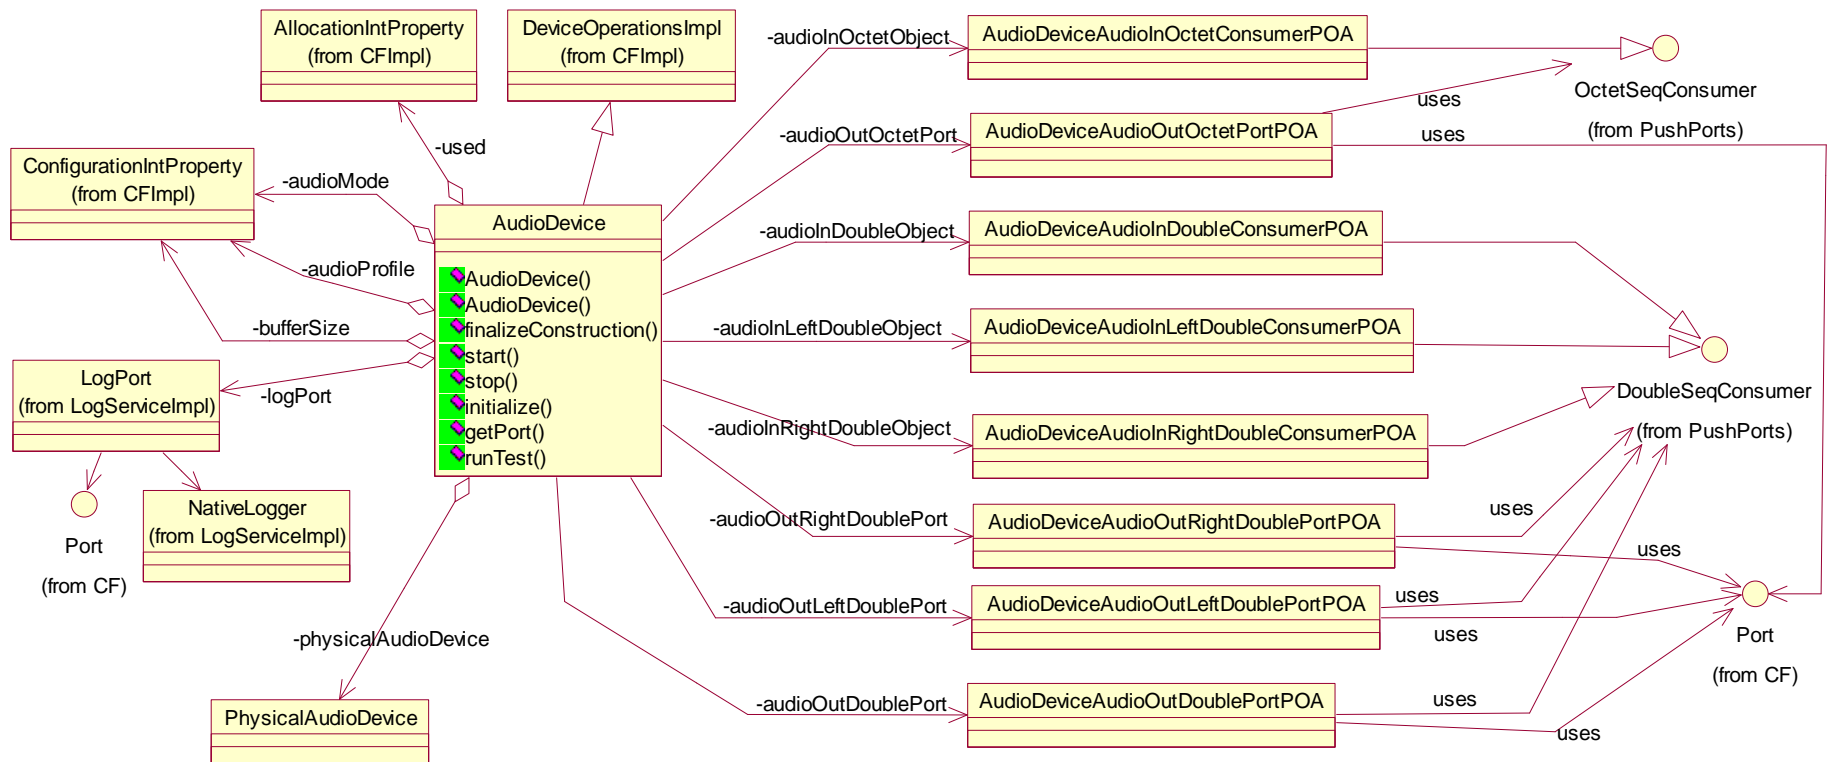 AllocationIntProperty
(from CFImpl)
DeviceOperationsImpl
(from CFImpl)
-audioInOctetObject
AudioDeviceAudioInOctetConsumerPOA
OctetSeqConsumer
(from PushPorts)
uses
-used
-audioOutOctetPort
AudioDeviceAudioOutOctetPortPOA
uses
ConfigurationIntProperty
(from CFImpl)
-audioMode
-audioProfile
-bufferSize
AudioDevice
AudioDevice()
AudioDevice()
finalizeConstruction()
start()
stop()
initialize()
getPort()
runTest()
-audioInDoubleObject
AudioDeviceAudioInDoubleConsumerPOA
-audioInLeftDoubleObject
AudioDeviceAudioInLeftDoubleConsumerPOA
DoubleSeqConsumer
(from PushPorts)
LogPort
(from LogServiceImpl)
-logPort
-audioInRightDoubleObject
AudioDeviceAudioInRightDoubleConsumerPOA
Port
(from CF)
NativeLogger
(from LogServiceImpl)
-audioOutRightDoublePort
AudioDeviceAudioOutRightDoublePortPOA
uses
uses
-audioOutLeftDoublePort
AudioDeviceAudioOutLeftDoublePortPOA
uses
uses
Port
(from CF)
-physicalAudioDevice
PhysicalAudioDevice
-audioOutDoublePort
AudioDeviceAudioOutDoublePortPOA
uses
uses